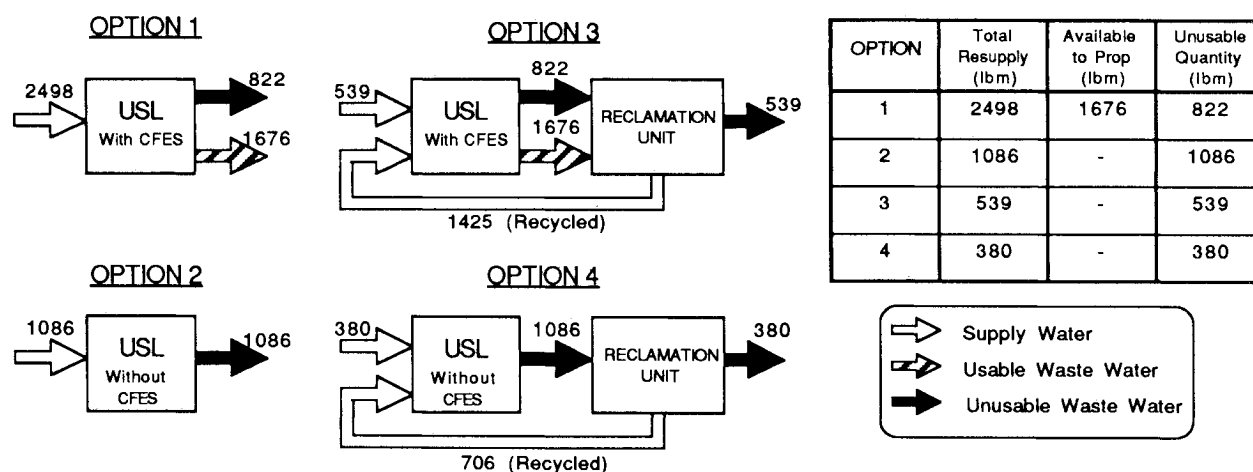 OPTION 1
2498
USL
With CFES
822
1676
OPTION 3
539
USL
With CFES
822
1676
RECLAMATION
UNIT
539
1425 (Recycled)
OPTION 2
1086
USL
Without
CFES
1086
OPTION 4
380
USL
Without
CFES
1086
RECLAMATION
UNIT
380
706 (Recycled)
OPTION Total Resupply (lbm) Available to Prop (lbm) Unusable Quantity (lbm)
1 2498 1676 822
2 1086 - 1086
3 539 - 539
4 380 - 380
Supply Water
Usable Waste Water
Unusable Waste Water